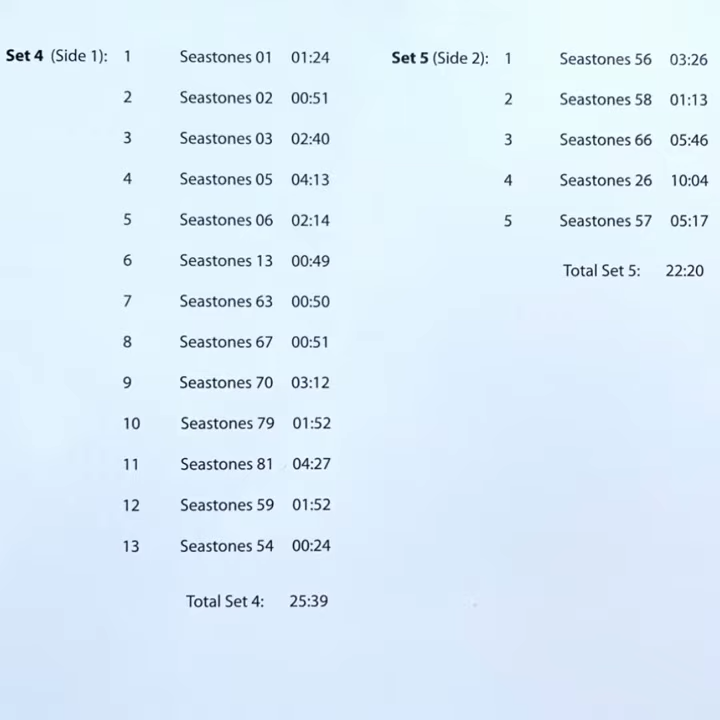 Set 4 (Side 1): 1 Seastones 01 01:24
2 Seastones 02 00:51
3 Seastones 03 02:40
4 Seastones 05 04:13
5 Seastones 06 02:14
6 Seastones 13 00:49
7 Seastones 63 00:50
8 Seastones 67 00:51
9 Seastones 70 03:12
10 Seastones 79 01:52
11 Seastones 81 04:27
12 Seastones 59 01:52
13 Seastones 54 00:24
Total Set 4: 25:39
Set 5 (Side 2): 1 Seastones 56 03:26
2 Seastones 58 01:13
3 Seastones 66 05:46
4 Seastones 26 10:04
5 Seastones 57 05:17
Total Set 5: 22:20